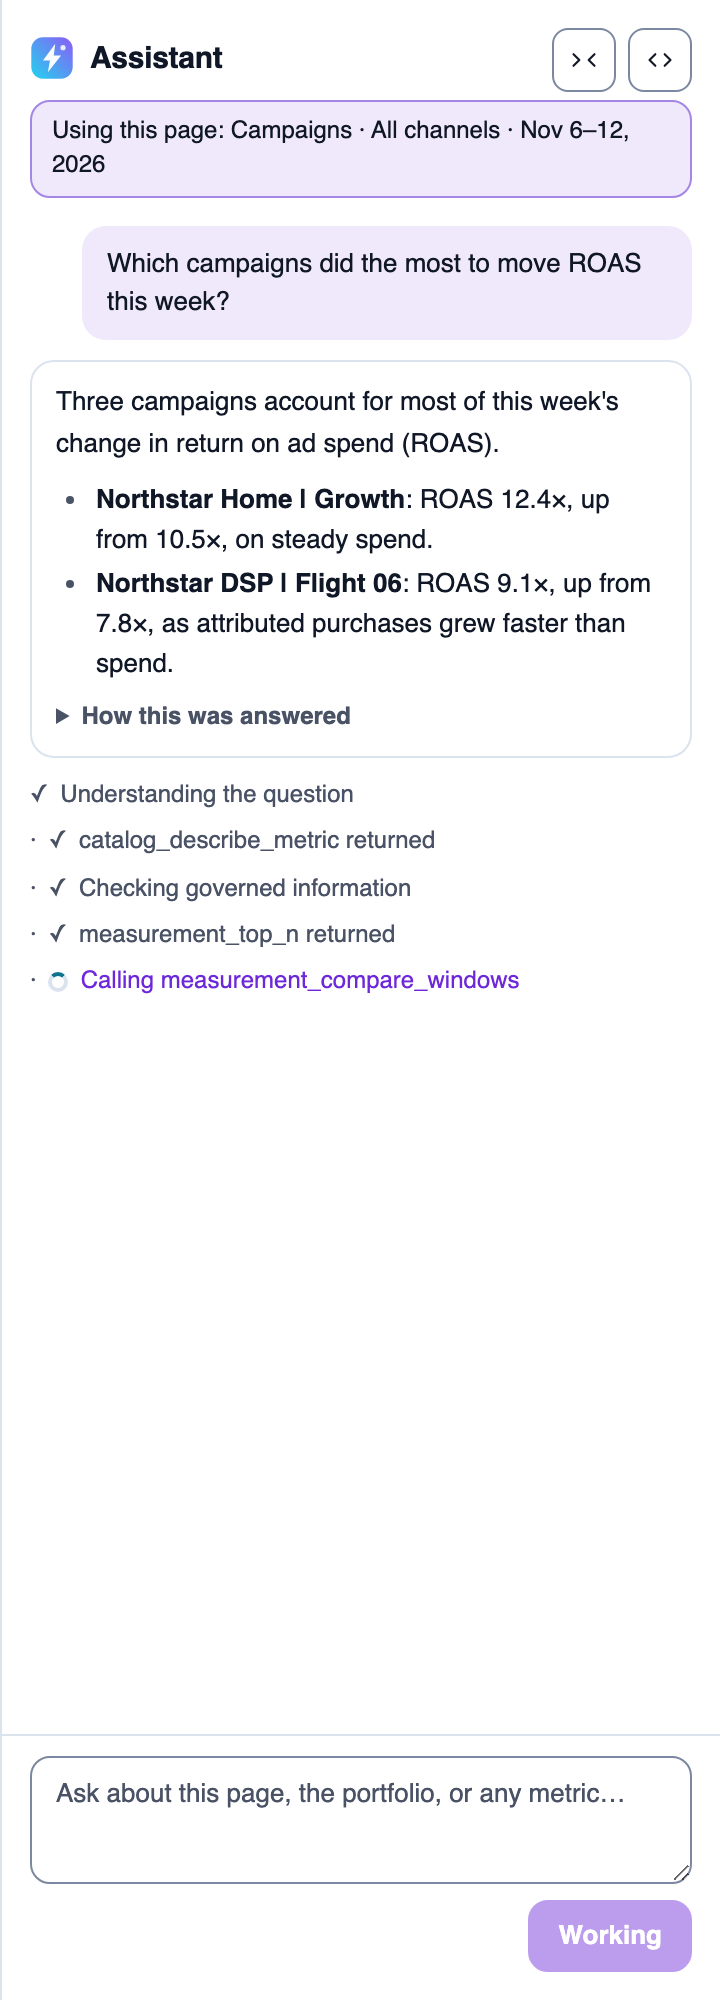 Assistant
Using this page: Campaigns · All channels · Nov 6–12,
2026
Which campaigns did the most to move ROAS
this week?
Three campaigns account for most of this week's
change in return on ad spend (ROAS).
• Northstar Home | Growth: ROAS 12.4×, up
from 10.5×, on steady spend.
• Northstar DSP | Flight 06: ROAS 9.1×, up from
7.8×, as attributed purchases grew faster than
spend.
▶ How this was answered
✓ Understanding the question
· ✓ catalog_describe_metric returned
· ✓ Checking governed information
· ✓ measurement_top_n returned
· Calling measurement_compare_windows
Ask about this page, the portfolio, or any metric…
Working